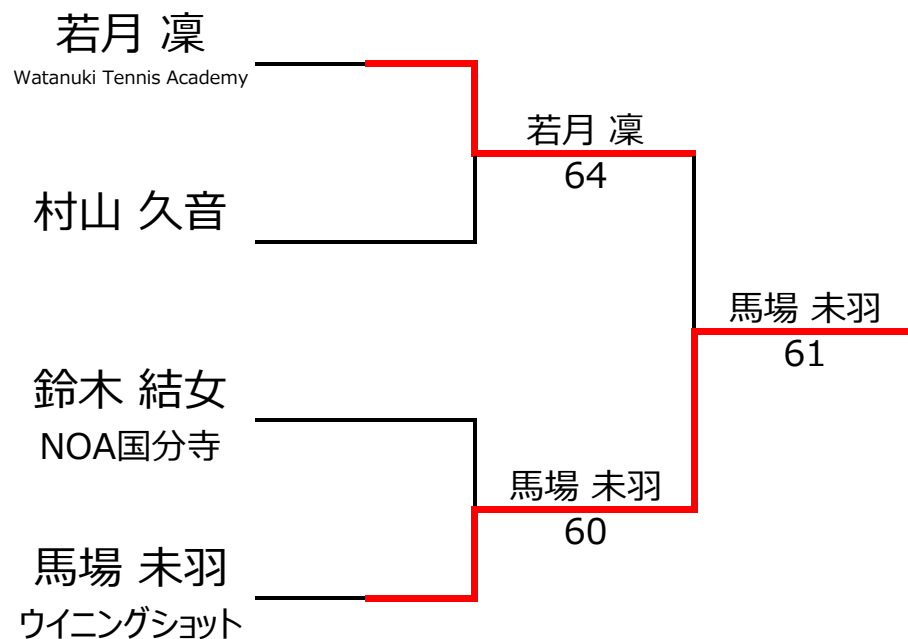 若月 凜
Watanuki Tennis Academy
若月 凜
64
村山 久音
馬場 未羽
61
鈴木 結女
NOA国分寺
馬場 未羽
60
馬場 未羽
ウイニングショット